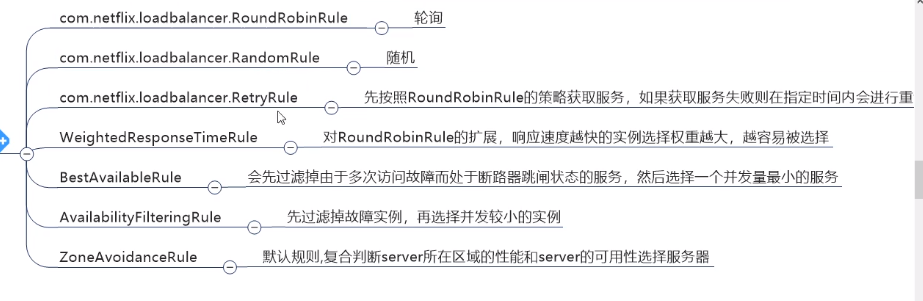 com.netflix.loadbalancer.RoundRobinRule 轮询
com.netflix.loadbalancer.RandomRule 随机
com.netflix.loadbalancer.RetryRule 先按照RoundRobinRule的策略获取服务，如果获取服务失败则在指定时间内会进行重
WeightedResponseTimeRule 对RoundRobinRule的扩展，响应速度越快的实例选择权重越大，越容易被选择
BestAvailableRule 会先过滤掉由于多次访问故障而处于断路器跳闸状态的服务，然后选择一个并发量最小的服务
AvailabilityFilteringRule 先过滤掉故障实例，再选择并发较小的实例
ZoneAvoidanceRule 默认规则,复合判断server所在区域的性能和server的可用性选择服务器